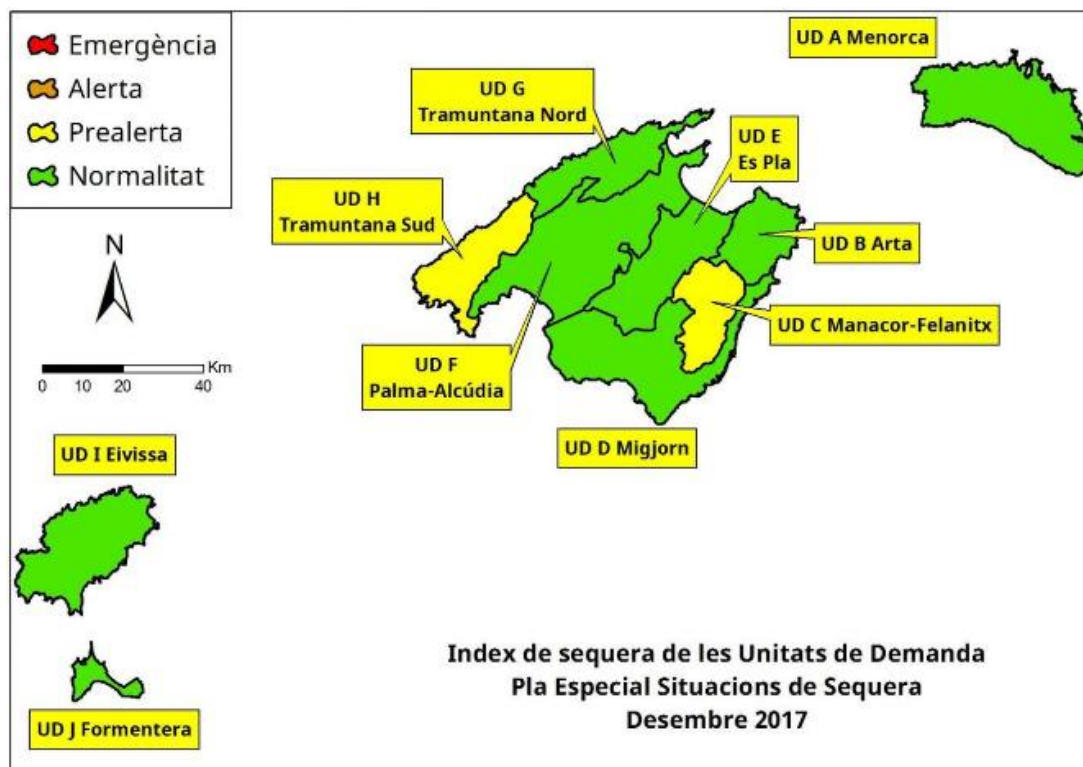 Emergència
Alerta
Prealerta
Normalitat
UD A Menorca
UD G
Tramuntana Nord
UD E
Es Pla
UD H
Tramuntana Sud
UD B Arta
N
UD C Manacor-Felanitx
Km
0 10 20 40
UD F
Palma-Alcúdia
UD D Migjorn
UD I Eivissa
UD J Formentera
Index de sequera de les Unitats de Demanda
Pla Especial Situacions de Sequera
Desembre 2017